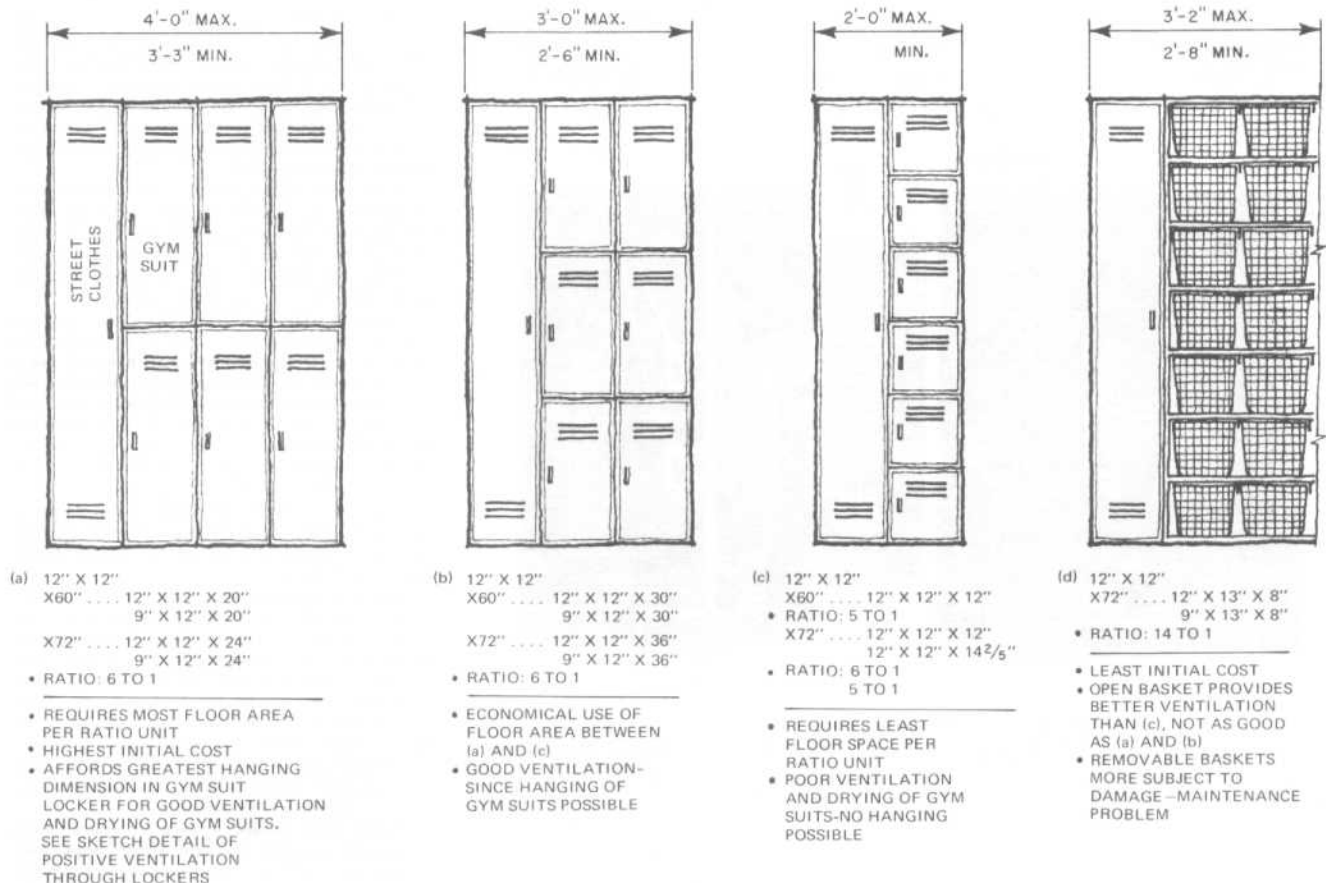 4'-0" MAX.
3'-3" MIN.
3'-0" MAX.
2'-6" MIN.
2'-0" MAX.
MIN.
3'-2" MAX.
2'-8" MIN.
STREET
CLOTHES
GYM
SUIT
(a) 12" X 12"
X60" .... 12" X 12" X 20"
9" X 12" X 20"
X72" .... 12" X 12" X 24"
9" X 12" X 24"
• RATIO: 6 TO 1
• REQUIRES MOST FLOOR AREA
PER RATIO UNIT
• HIGHEST INITIAL COST
• AFFORDS GREATEST HANGING
DIMENSION IN GYM SUIT
LOCKER FOR GOOD VENTILATION
AND DRYING OF GYM SUITS.
SEE SKETCH DETAIL OF
POSITIVE VENTILATION
THROUGH LOCKERS
(b) 12" X 12"
X60" .... 12" X 12" X 30"
9" X 12" X 30"
X72" .... 12" X 12" X 36"
9" X 12" X 36"
• RATIO: 6 TO 1
• ECONOMICAL USE OF
FLOOR AREA BETWEEN
(a) AND (c)
• GOOD VENTILATION-
SINCE HANGING OF
GYM SUITS POSSIBLE
(c) 12" X 12"
X60" .... 12" X 12" X 12"
• RATIO: 5 TO 1
X72" .... 12" X 12" X 12"
12" X 12" X 14 2/5"
• RATIO: 6 TO 1
5 TO 1
• REQUIRES LEAST
FLOOR SPACE PER
RATIO UNIT
• POOR VENTILATION
AND DRYING OF GYM
SUITS-NO HANGING
POSSIBLE
(d) 12" X 12"
X72" .... 12" X 13" X 8"
9" X 13" X 8"
• RATIO: 14 TO 1
• LEAST INITIAL COST
• OPEN BASKET PROVIDES
BETTER VENTILATION
THAN (c), NOT AS GOOD
AS (a) AND (b)
• REMOVABLE BASKETS
MORE SUBJECT TO
DAMAGE—MAINTENANCE
PROBLEM